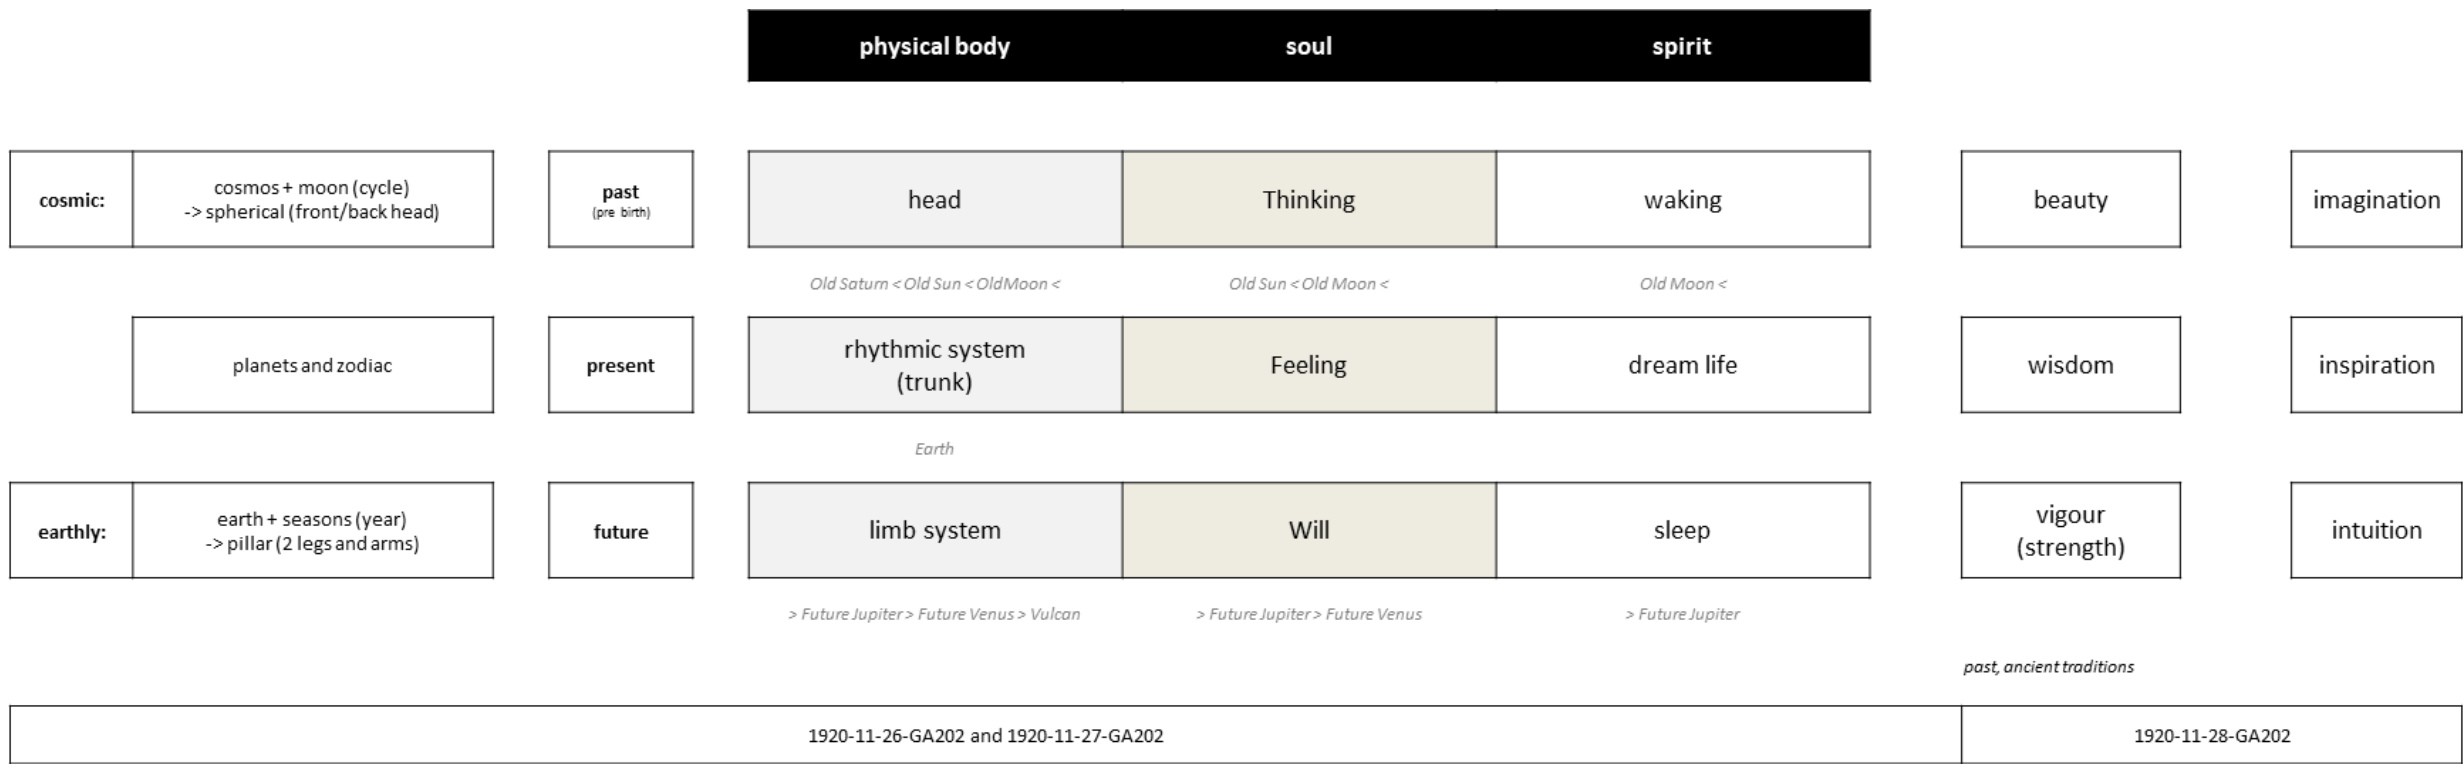 physical body soul spirit
cosmic:
cosmos + moon (cycle)
-> spherical (front/back head)
past
(pre birth)
head
Thinking
waking
beauty
imagination
Old Saturn < Old Sun < OldMoon <
Old Sun < Old Moon <
Old Moon <
planets and zodiac
present
rhythmic system
(trunk)
Feeling
dream life
wisdom
inspiration
Earth
earthly:
earth + seasons (year)
-> pillar (2 legs and arms)
future
limb system
Will
sleep
vigour
(strength)
intuition
> Future Jupiter > Future Venus > Vulcan
> Future Jupiter > Future Venus
> Future Jupiter
past, ancient traditions
1920-11-26-GA202 and 1920-11-27-GA202
1920-11-28-GA202